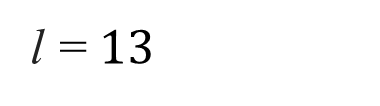 l = 13